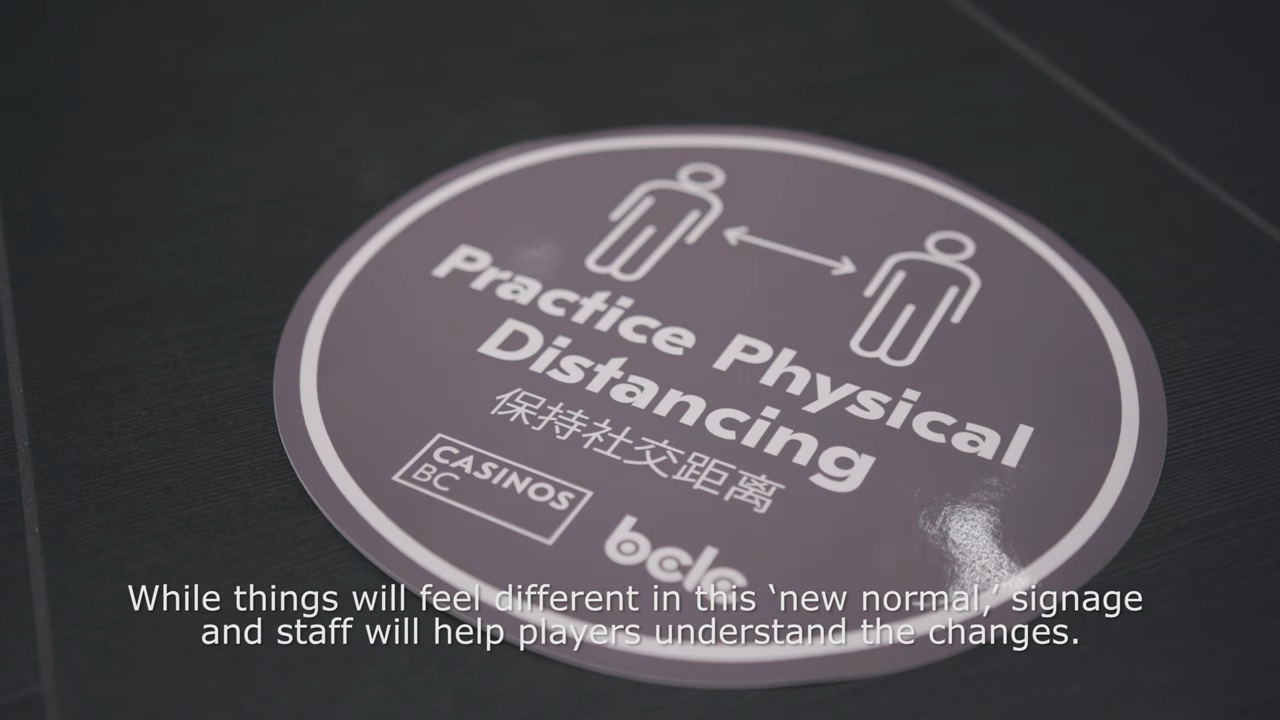 Practice Physical
Distancing
保持社交距离
CASINOS
BC
bclc
While things will feel different in this ‘new normal,’ signage
and staff will help players understand the changes.